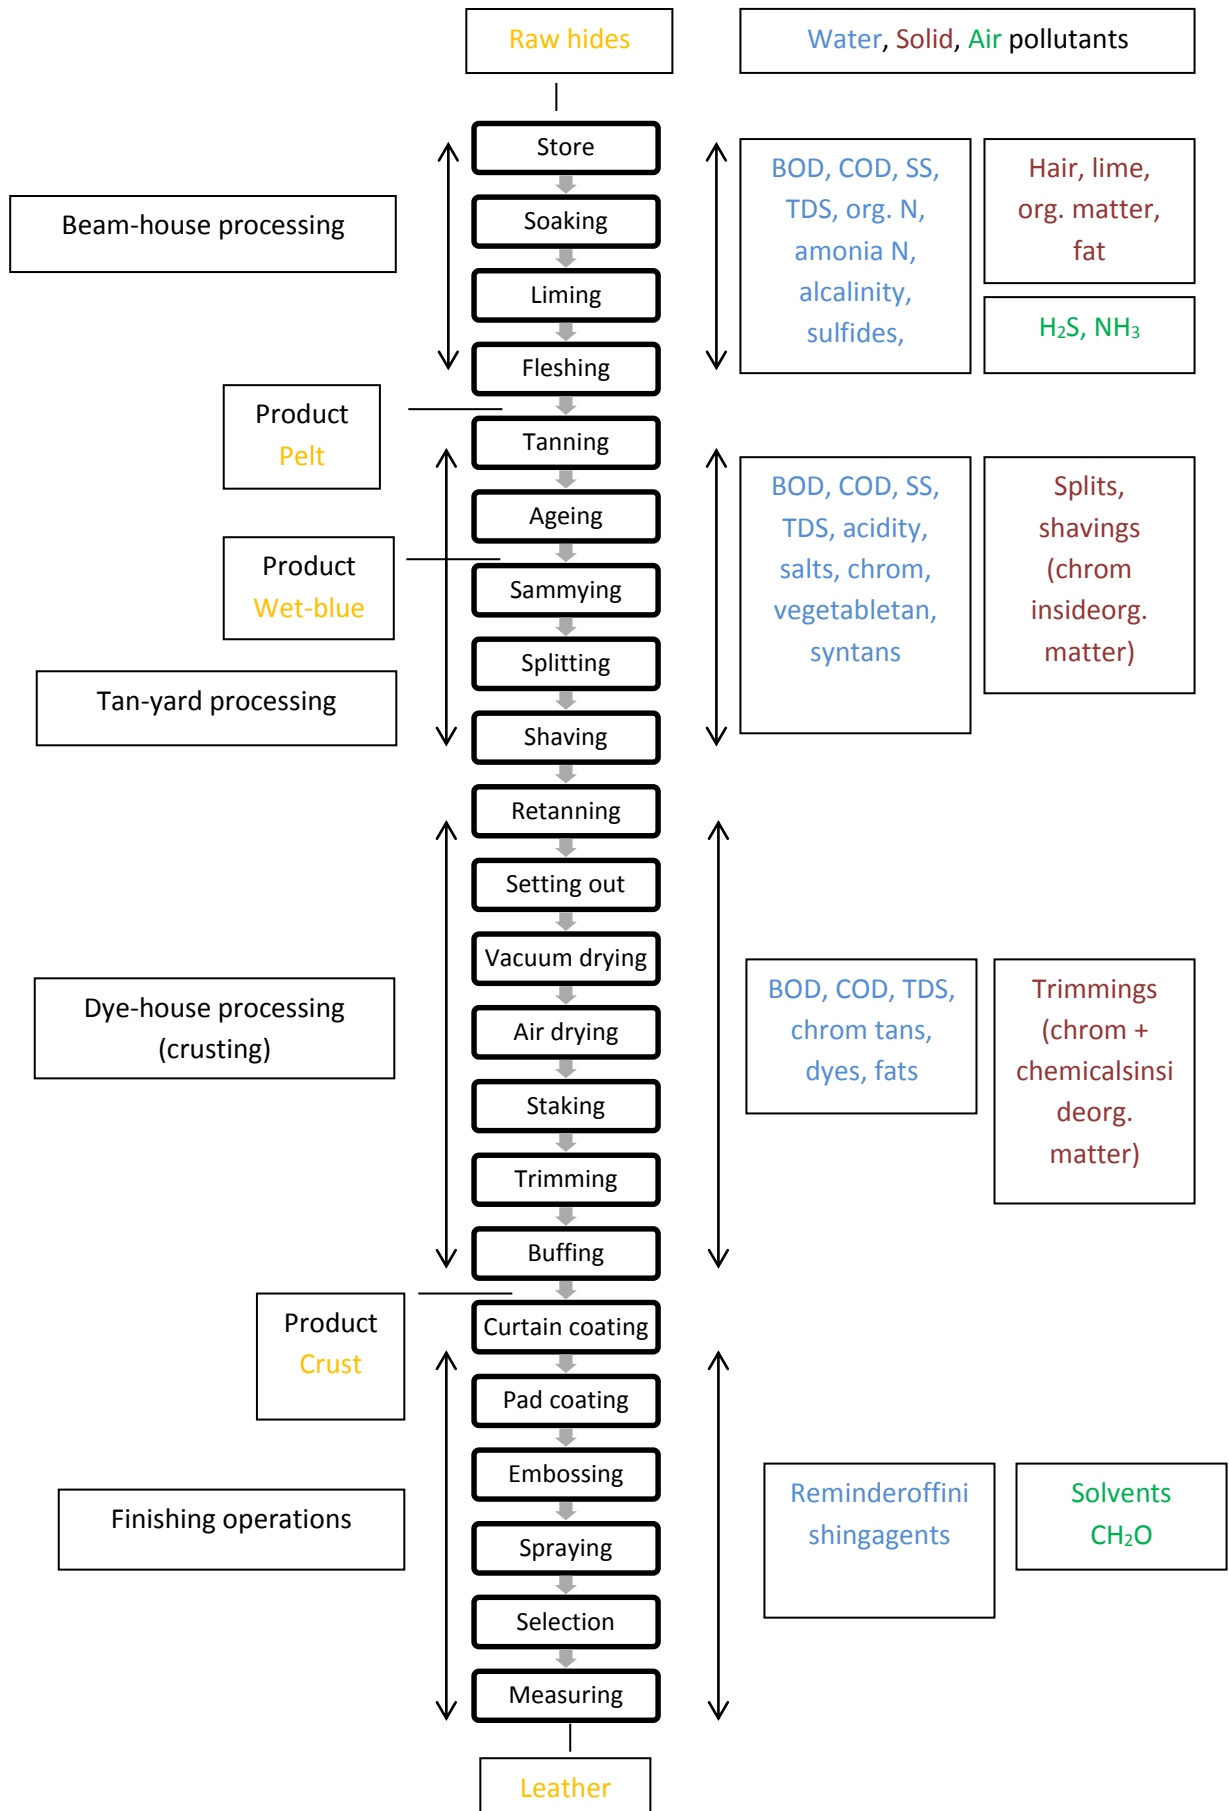 Raw hides
Water, Solid, Air pollutants
Store
Soaking
Liming
Fleshing
Beam-house processing
BOD, COD, SS,
TDS, org. N,
amonia N,
alcalinity,
sulfides,
Hair, lime,
org. matter,
fat
H₂S, NH₃
Product
Pelt
Tanning
Ageing
Product
Wet-blue
Sammying
Splitting
Shaving
Tan-yard processing
BOD, COD, SS,
TDS, acidity,
salts, chrom,
vegetabletan,
syntans
Splits,
shavings
(chrom
insideorg.
matter)
Retanning
Setting out
Vacuum drying
Air drying
Staking
Trimming
Buffing
Dye-house processing
(crusting)
BOD, COD, TDS,
chrom tans,
dyes, fats
Trimmings
(chrom +
chemicalsinsi
deorg.
matter)
Product
Crust
Curtain coating
Pad coating
Embossing
Spraying
Selection
Measuring
Finishing operations
Reminderoffini
shingagents
Solvents
CH₂O
Leather